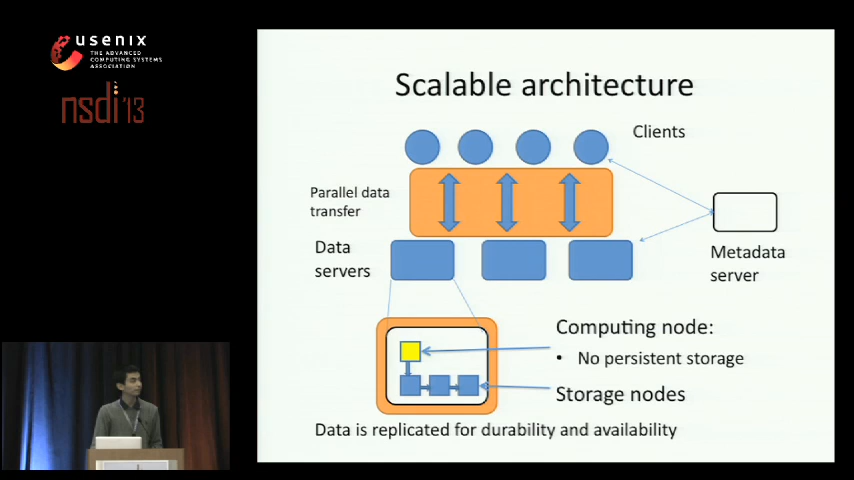 usenix
THE ADVANCED
COMPUTING SYSTEMS
ASSOCIATION
nsdi '13
Scalable architecture
Clients
Parallel data
transfer
Data
servers
Metadata
server
Computing node:
• No persistent storage
Storage nodes
Data is replicated for durability and availability